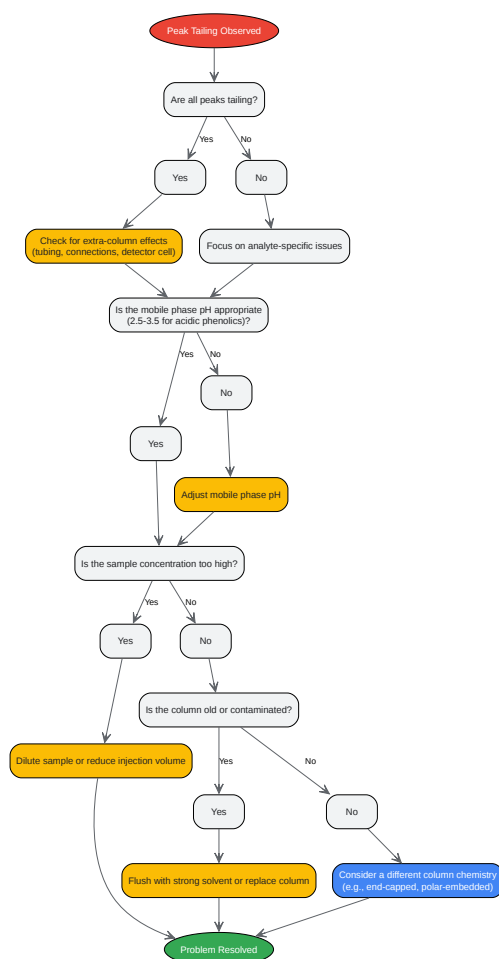 Peak Tailing Observed
Are all peaks tailing?
Yes
No
Yes
No
Check for extra-column effects
(tubing, connections, detector cell)
Focus on analyte-specific issues
Is the mobile phase pH appropriate
(2.5-3.5 for acidic phenolics)?
Yes
No
No
Yes
Adjust mobile phase pH
Is the sample concentration too high?
Yes
No
Yes
No
Is the column old or contaminated?
Dilute sample or reduce injection volume
Yes
No
Yes
No
Flush with strong solvent or replace column
Consider a different column chemistry
(e.g., end-capped, polar-embedded)
Problem Resolved